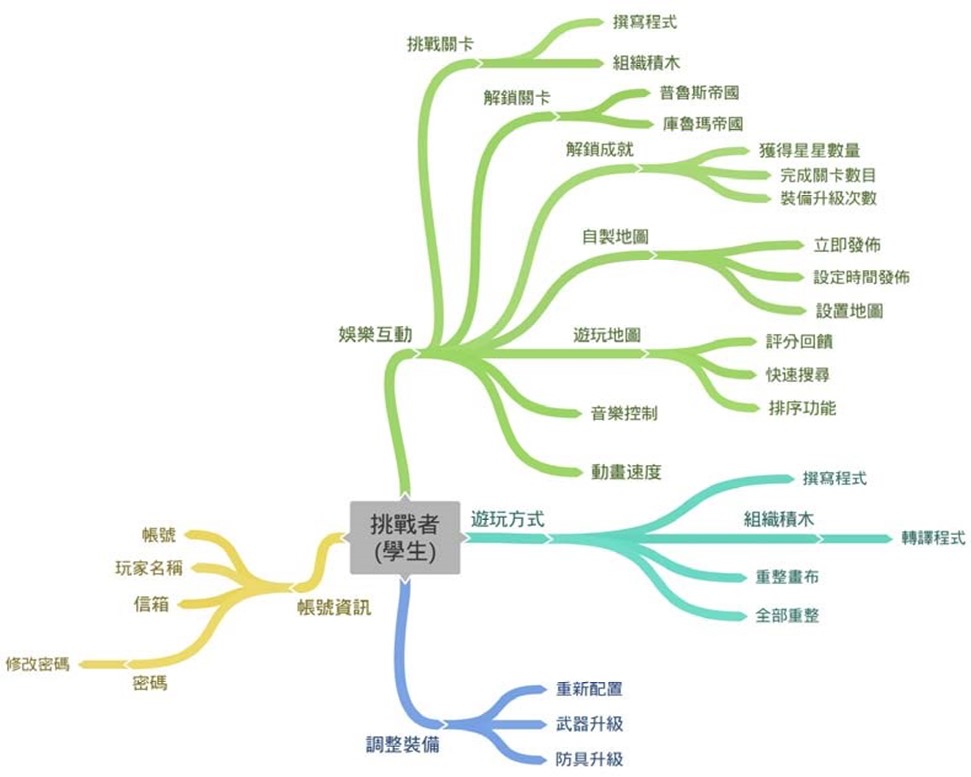 挑戰者
(學生)
娛樂互動
挑戰關卡
撰寫程式
組織積木
解鎖關卡
普魯斯帝國
庫魯瑪帝國
解鎖成就
獲得星星數量
完成關卡數目
裝備升級次數
自製地圖
立即發佈
設定時間發佈
設置地圖
遊玩地圖
評分回饋
快速搜尋
排序功能
音樂控制
動畫速度
遊玩方式
撰寫程式
組織積木
轉譯程式
重整畫布
全部重整
帳號資訊
帳號
玩家名稱
信箱
密碼
修改密碼
調整裝備
重新配置
武器升級
防具升級